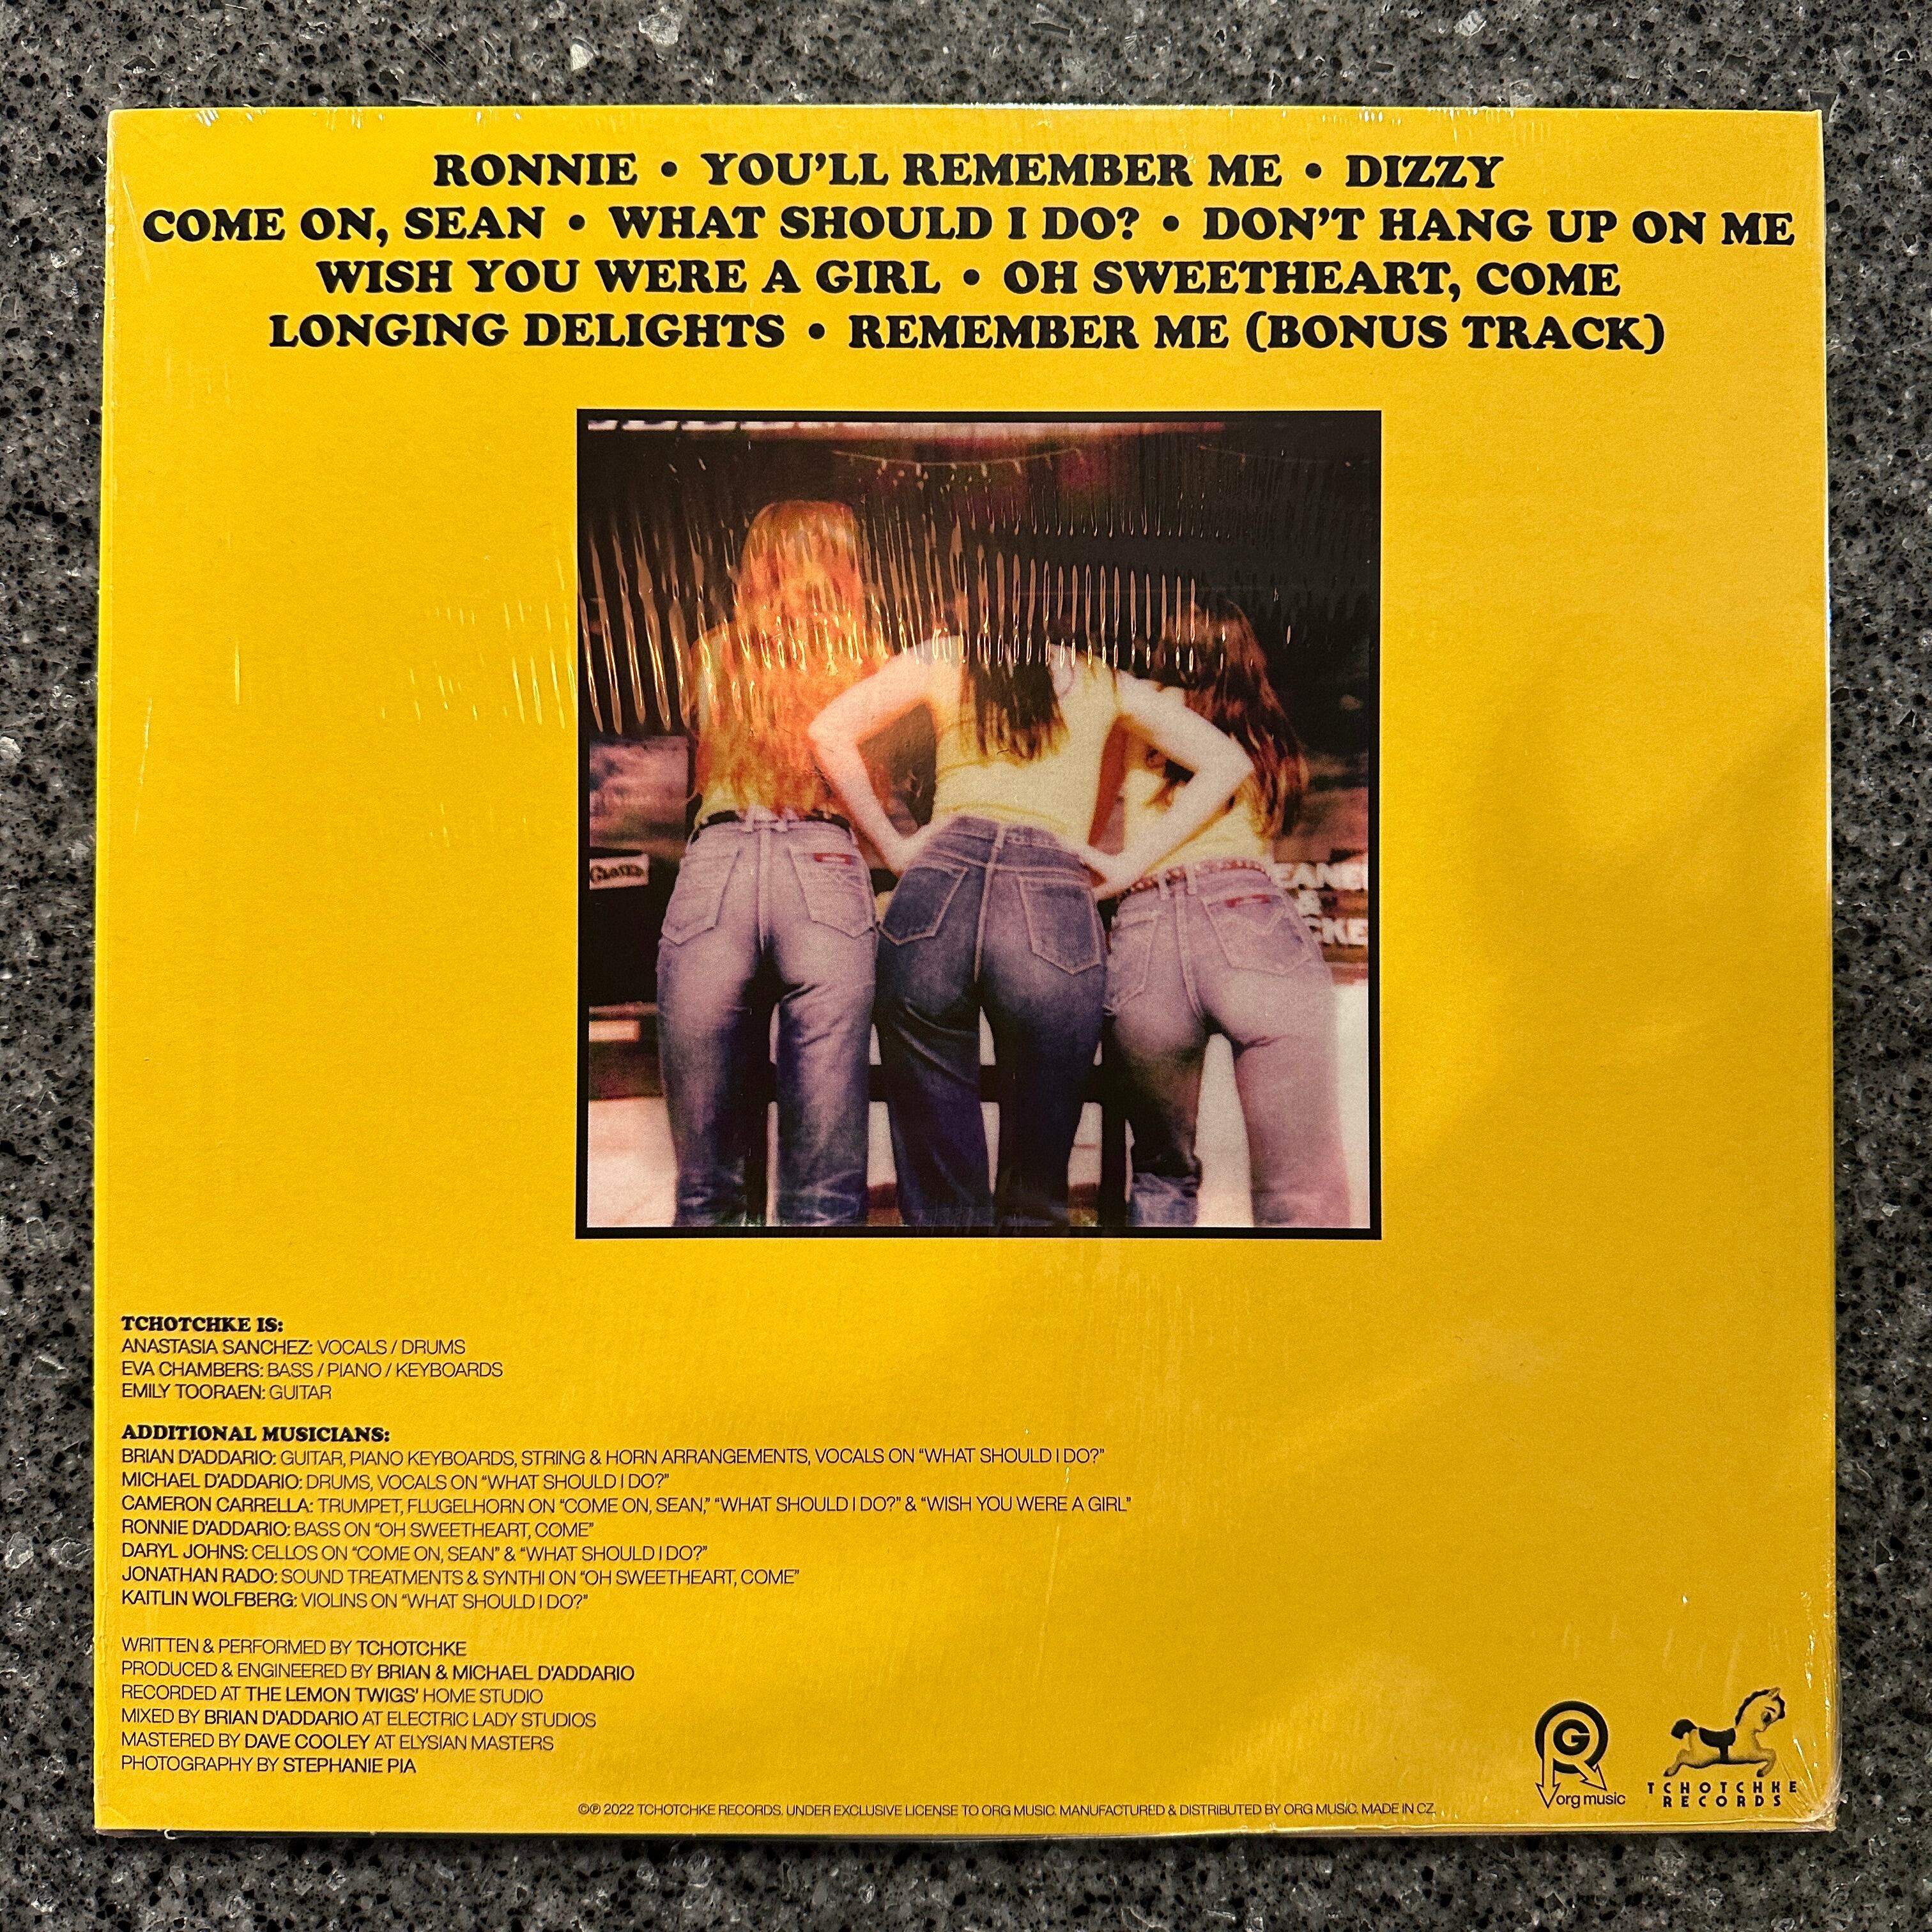 RONNIE • YOU'LL REMEMBER ME • DIZZY
COME ON, SEAN • WHAT SHOULD I DO? • DON'T HANG UP ON ME
WISH YOU WERE A GIRL • OH SWEETHEART, COME
LONGING DELIGHTS • REMEMBER ME (BONUS TRACK)
CLOSED
TCHOTCHKE IS:
ANASTASIA SANCHEZ: VOCALS / DRUMS
EVA CHAMBERS: BASS / PIANO / KEYBOARDS
EMILY TOORAEN: GUITAR
ADDITIONAL MUSICIANS:
BRIAN D'ADDARIO: GUITAR, PIANO KEYBOARDS, STRING & HORN ARRANGEMENTS, VOCALS ON "WHAT SHOULD I DO?"
MICHAEL D'ADDARIO: DRUMS, VOCALS ON "WHAT SHOULD I DO?"
CAMERON CARRELLA: TRUMPET, FLUGELHORN ON "COME ON, SEAN," "WHAT SHOULD I DO?" & "WISH YOU WERE A GIRL"
RONNIE D'ADDARIO: BASS ON "OH SWEETHEART, COME"
DARYL JOHNS: CELLOS ON "COME ON, SEAN" & "WHAT SHOULD I DO?"
JONATHAN RADO: SOUND TREATMENTS & SYNTHI ON "OH SWEETHEART, COME"
KAITLIN WOLFBERG: VIOLINS ON "WHAT SHOULD I DO?"
WRITTEN & PERFORMED BY TCHOTCHKE
PRODUCED & ENGINEERED BY BRIAN & MICHAEL D'ADDARIO
RECORDED AT THE LEMON TWIGS' HOME STUDIO
MIXED BY BRIAN D'ADDARIO AT ELECTRIC LADY STUDIOS
MASTERED BY DAVE COOLEY AT ELYSIAN MASTERS
PHOTOGRAPHY BY STEPHANIE PIA
©℗ 2022 TCHOTCHKE RECORDS. UNDER EXCLUSIVE LICENSE TO ORG MUSIC. MANUFACTURED & DISTRIBUTED BY ORG MUSIC. MADE IN CZ.
org music
TCHOTCHKE
RECORDS